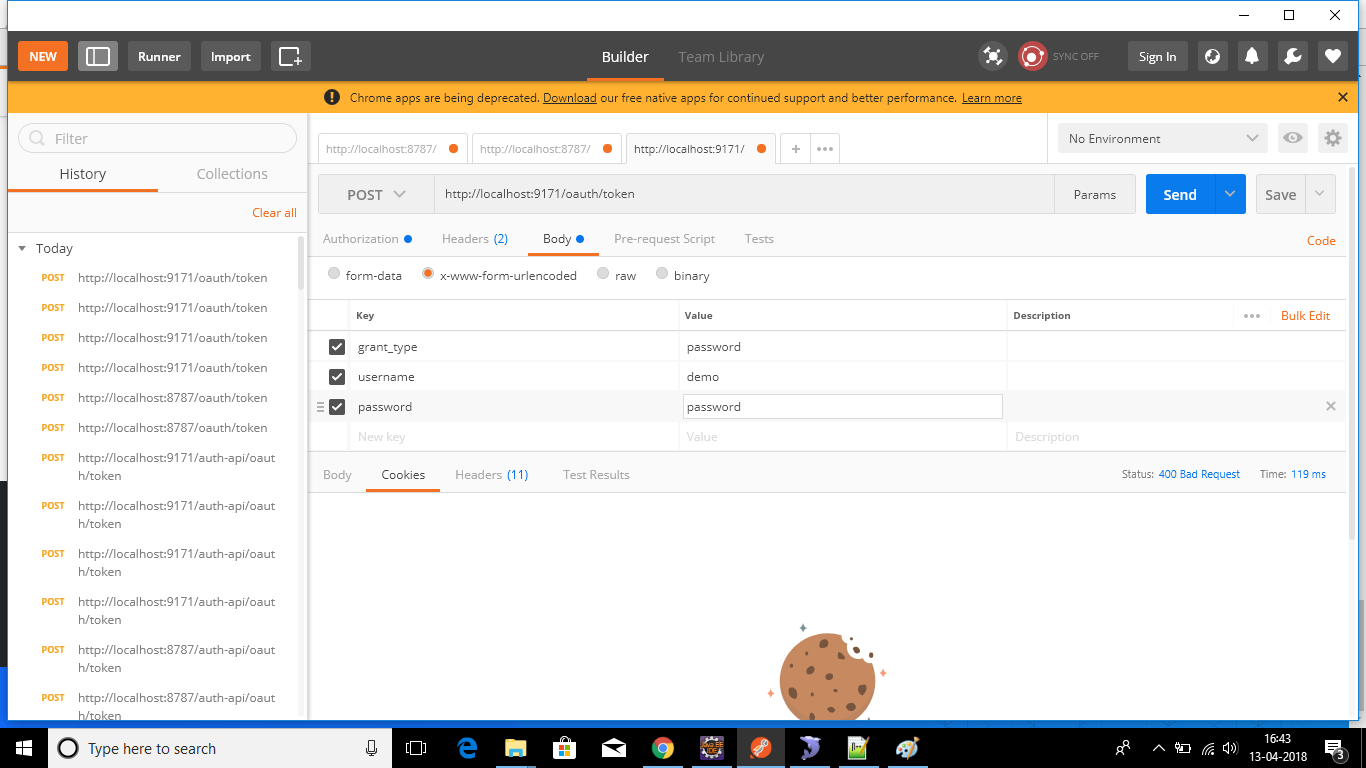 NEW
Runner
Import
Builder
Team Library
SYNC OFF
Sign In
Chrome apps are being deprecated. Download our free native apps for continued support and better performance. Learn more
Filter
History
Collections
Clear all
Today
POST http://localhost:9171/oauth/token
POST http://localhost:9171/oauth/token
POST http://localhost:9171/oauth/token
POST http://localhost:9171/oauth/token
POST http://localhost:8787/oauth/token
POST http://localhost:8787/oauth/token
POST http://localhost:9171/auth-api/oaut
h/token
POST http://localhost:9171/auth-api/oaut
h/token
POST http://localhost:9171/auth-api/oaut
h/token
POST http://localhost:9171/auth-api/oaut
h/token
POST http://localhost:8787/auth-api/oaut
h/token
POST http://localhost:8787/auth-api/oaut
h/token
http://localhost:8787/
http://localhost:8787/
http://localhost:9171/
No Environment
POST
http://localhost:9171/oauth/token
Params
Send
Save
Authorization
Headers (2)
Body
Pre-request Script
Tests
Code
form-data
x-www-form-urlencoded
raw
binary
Key Value Description Bulk Edit
grant_type password
username demo
password password
New key Value Description
Body
Cookies
Headers (11)
Test Results
Status: 400 Bad Request
Time: 119 ms
Type here to search
JAVA EE
IDE
16:43
13-04-2018
3